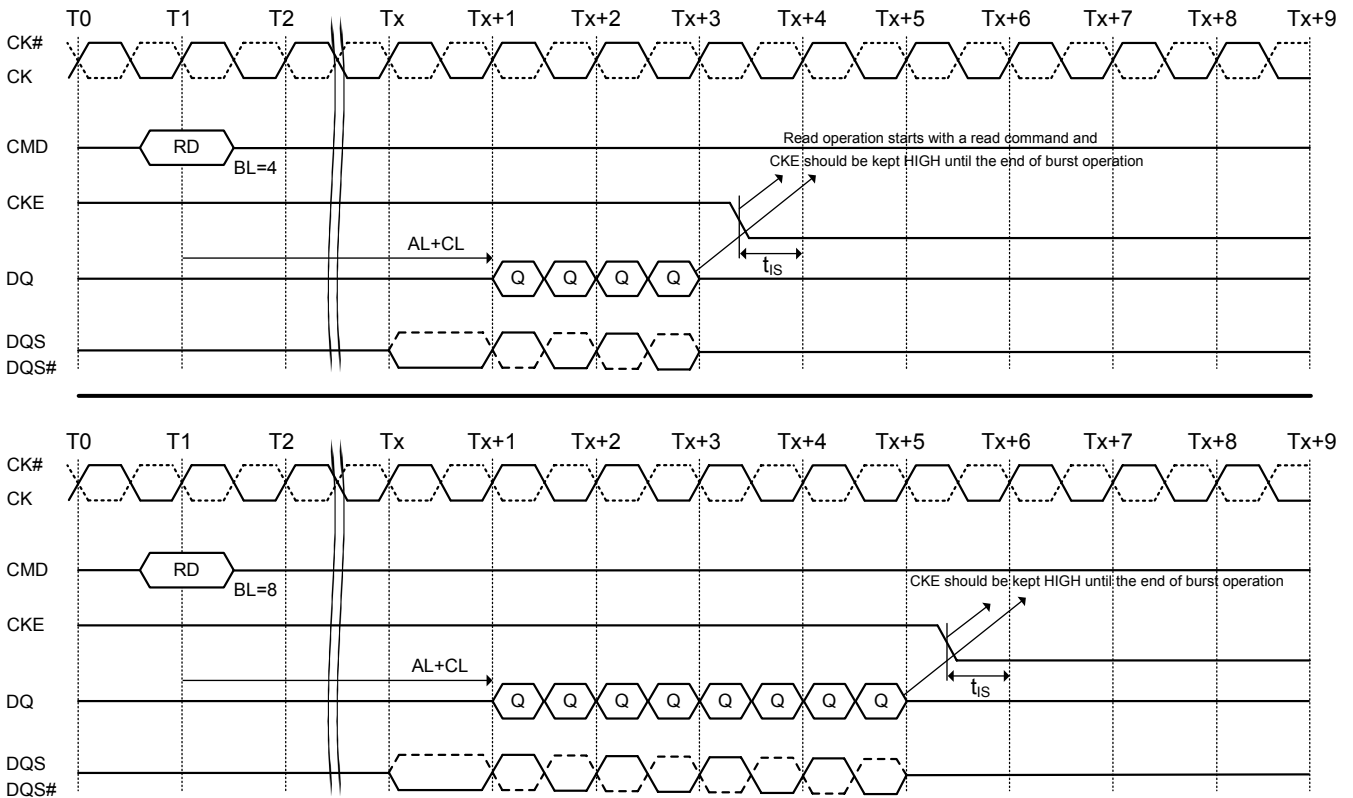 T0 T1 T2 Tx Tx+1 Tx+2 Tx+3 Tx+4 Tx+5 Tx+6 Tx+7 Tx+8 Tx+9
CK#
CK
Read operation starts with a read command and
CMD RD
CKE should be kept HIGH until the end of burst operation
BL=4
CKE
AL+CL
tIS
DQ Q Q Q Q
DQS
DQS#
T0 T1 T2 Tx Tx+1 Tx+2 Tx+3 Tx+4 Tx+5 Tx+6 Tx+7 Tx+8 Tx+9
CK#
CK
CMD RD
CKE should be kept HIGH until the end of burst operation
BL=8
CKE
AL+CL
tIS
DQ Q Q Q Q Q Q Q Q
DQS
DQS#